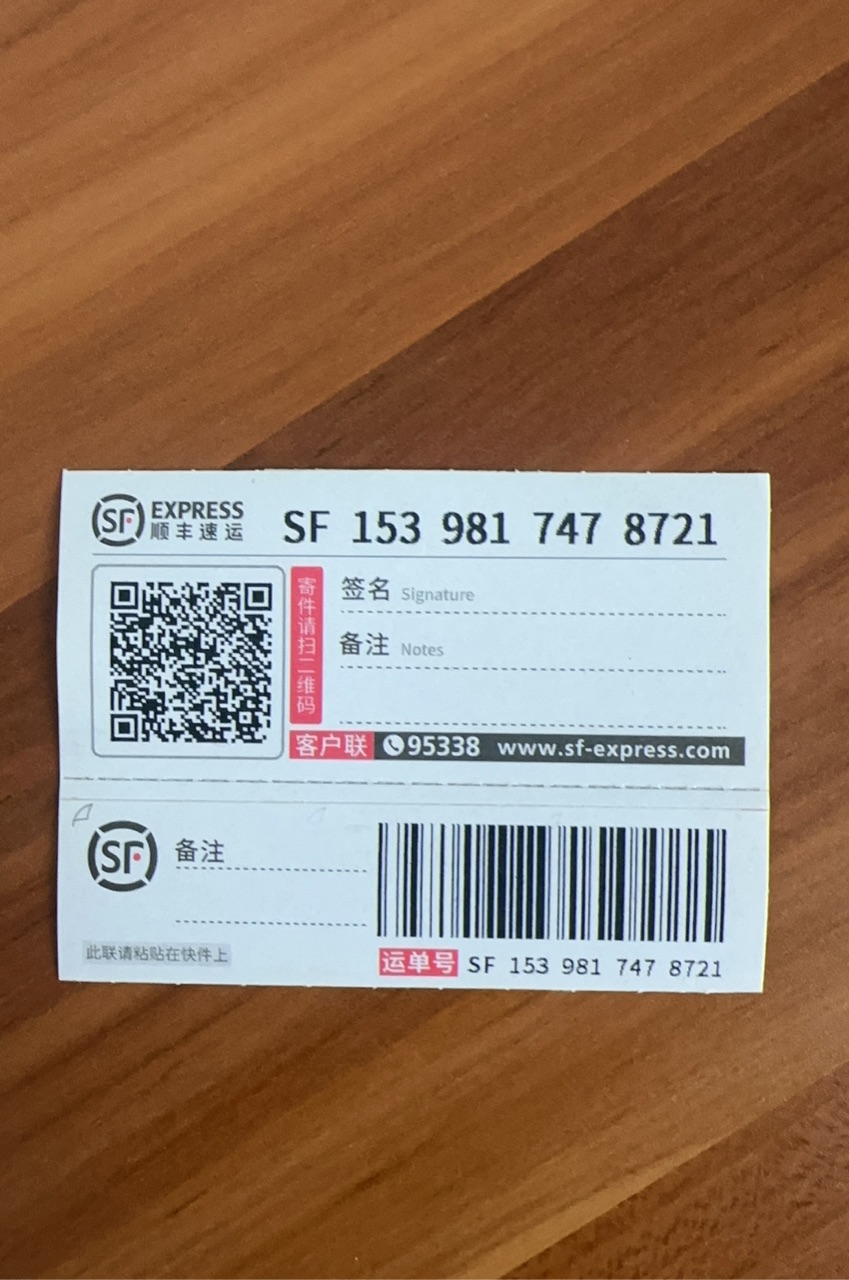 SF EXPRESS
顺丰速运
SF 153 981 747 8721
寄件请扫二维码
签名 Signature
备注 Notes
客户联 95338 www.sf-express.com
SF 备注
此联请粘贴在快件上
运单号 SF 153 981 747 8721